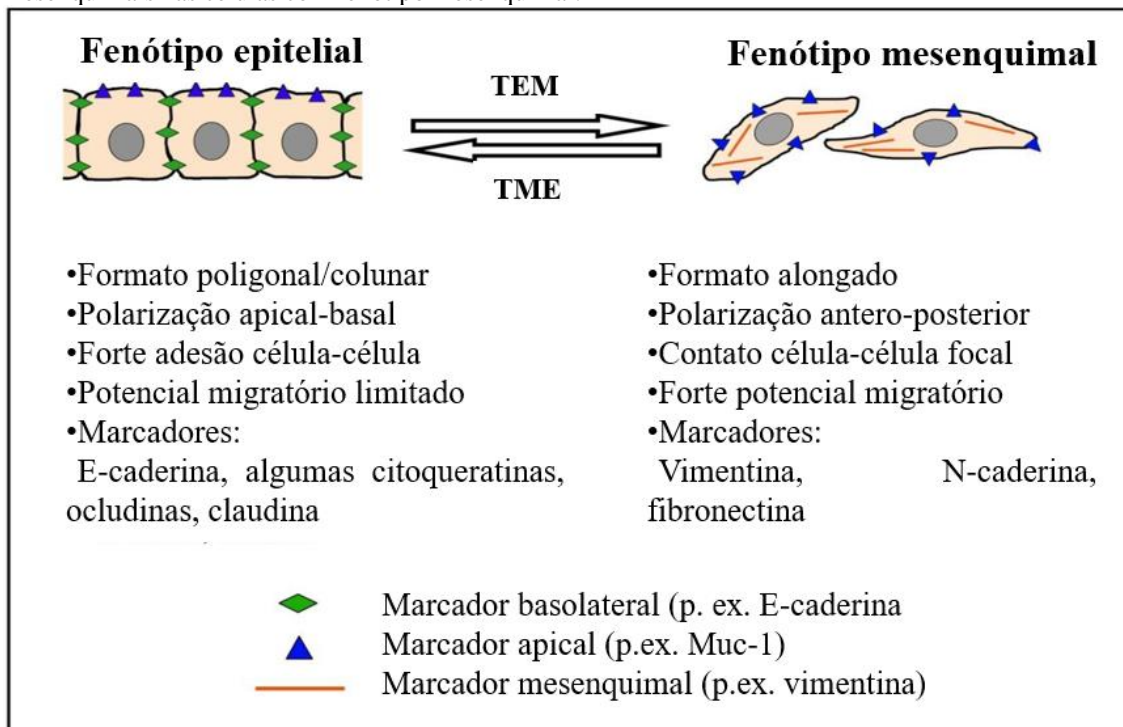 Fenótipo epitelial
Fenótipo mesenquimal
TEM
TME
•Formato poligonal/colunar
•Polarização apical-basal
•Forte adesão célula-célula
•Potencial migratório limitado
•Marcadores:
E-caderina, algumas citoqueratinas,
ocludinas, claudina
•Formato alongado
•Polarização antero-posterior
•Contato célula-célula focal
•Forte potencial migratório
•Marcadores:
Vimentina, N-caderina,
fibronectina
Marcador basolateral (p. ex. E-caderina
Marcador apical (p.ex. Muc-1)
Marcador mesenquimal (p.ex. vimentina)